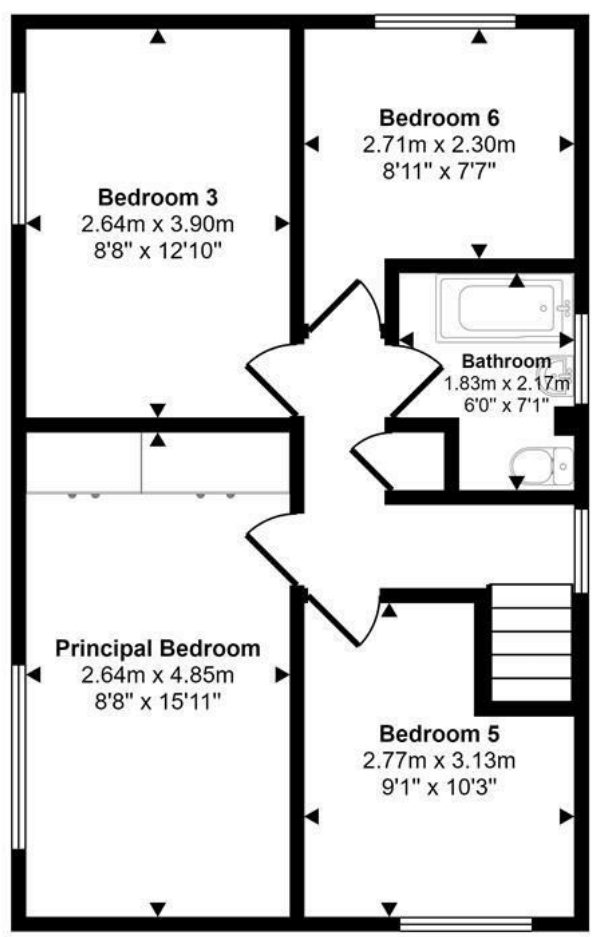 Bedroom 6
2.71m x 2.30m
8'11" x 7'7"
Bedroom 3
2.64m x 3.90m
8'8" x 12'10"
Bathroom
1.83m x 2.17m
6'0" x 7'1"
Principal Bedroom
2.64m x 4.85m
8'8" x 15'11"
Bedroom 5
2.77m x 3.13m
9'1" x 10'3"